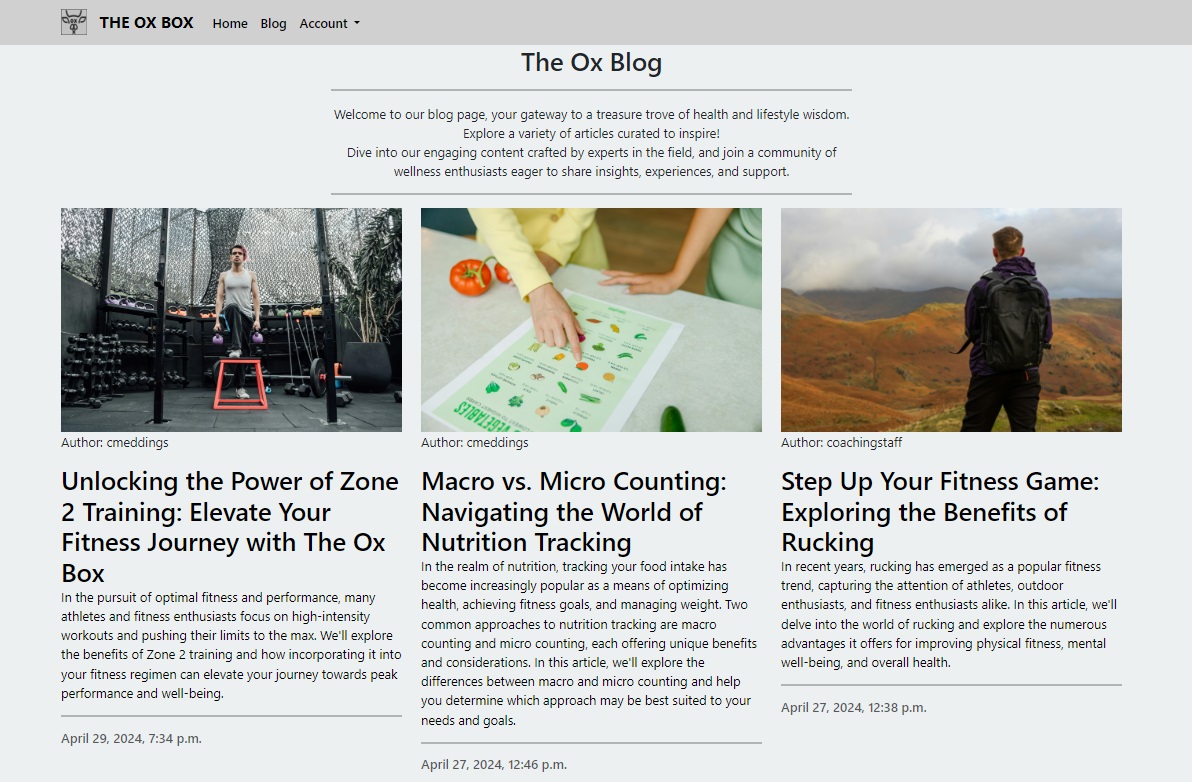 THE OX BOX Home Blog Account
The Ox Blog
Welcome to our blog page, your gateway to a treasure trove of health and lifestyle wisdom.
Explore a variety of articles curated to inspire!
Dive into our engaging content crafted by experts in the field, and join a community of
wellness enthusiasts eager to share insights, experiences, and support.
VEGETABLES
Author: cmeddings
Unlocking the Power of Zone
2 Training: Elevate Your
Fitness Journey with The Ox
Box
In the pursuit of optimal fitness and performance, many
athletes and fitness enthusiasts focus on high-intensity
workouts and pushing their limits to the max. We'll explore
the benefits of Zone 2 training and how incorporating it into
your fitness regimen can elevate your journey towards peak
performance and well-being.
April 29, 2024, 7:34 p.m.
Author: cmeddings
Macro vs. Micro Counting:
Navigating the World of
Nutrition Tracking
In the realm of nutrition, tracking your food intake has
become increasingly popular as a means of optimizing
health, achieving fitness goals, and managing weight. Two
common approaches to nutrition tracking are macro
counting and micro counting, each offering unique benefits
and considerations. In this article, we'll explore the
differences between macro and micro counting and help
you determine which approach may be best suited to your
needs and goals.
April 27, 2024, 12:46 p.m.
Author: coachingstaff
Step Up Your Fitness Game:
Exploring the Benefits of
Rucking
In recent years, rucking has emerged as a popular fitness
trend, capturing the attention of athletes, outdoor
enthusiasts, and fitness enthusiasts alike. In this article, we'll
delve into the world of rucking and explore the numerous
advantages it offers for improving physical fitness, mental
well-being, and overall health.
April 27, 2024, 12:38 p.m.